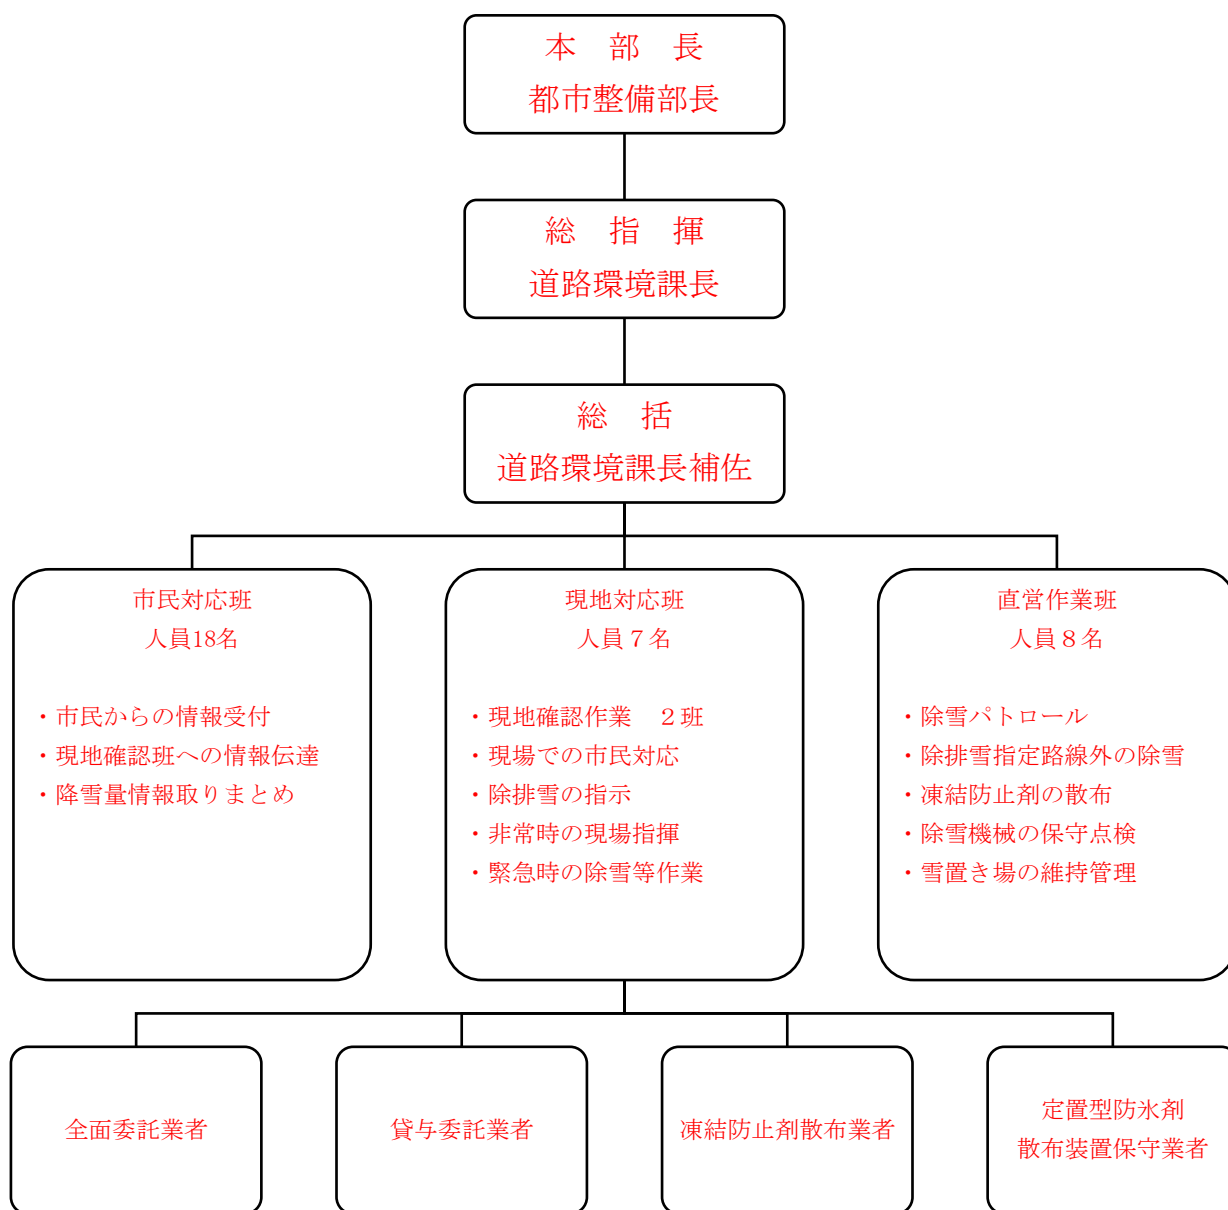 本　部　長
都市整備部長
総　指　揮
道路環境課長
総　括
道路環境課長補佐
市民対応班
人員18名
・市民からの情報受付
・現地確認班への情報伝達
・降雪量情報取りまとめ
現地対応班
人員７名
・現地確認作業　２班
・現場での市民対応
・除排雪の指示
・非常時の現場指揮
・緊急時の除雪等作業
直営作業班
人員８名
・除雪パトロール
・除排雪指定路線外の除雪
・凍結防止剤の散布
・除雪機械の保守点検
・雪置き場の維持管理
全面委託業者
貸与委託業者
凍結防止剤散布業者
定置型防氷剤
散布装置保守業者